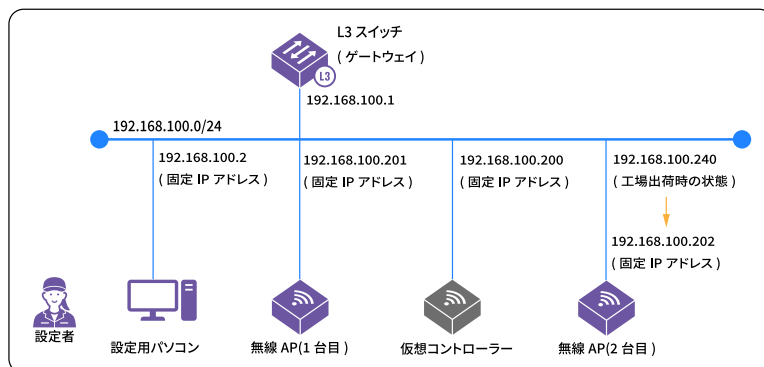 L3 スイッチ
( ゲートウェイ )
L3
192.168.100.1
192.168.100.0/24
192.168.100.2
( 固定 IP アドレス )
192.168.100.201
( 固定 IP アドレス )
192.168.100.200
( 固定 IP アドレス )
192.168.100.240
( 工場出荷時の状態 )
192.168.100.202
( 固定 IP アドレス )
設定者
設定用パソコン
無線 AP(1 台目 )
仮想コントローラー
無線 AP(2 台目 )